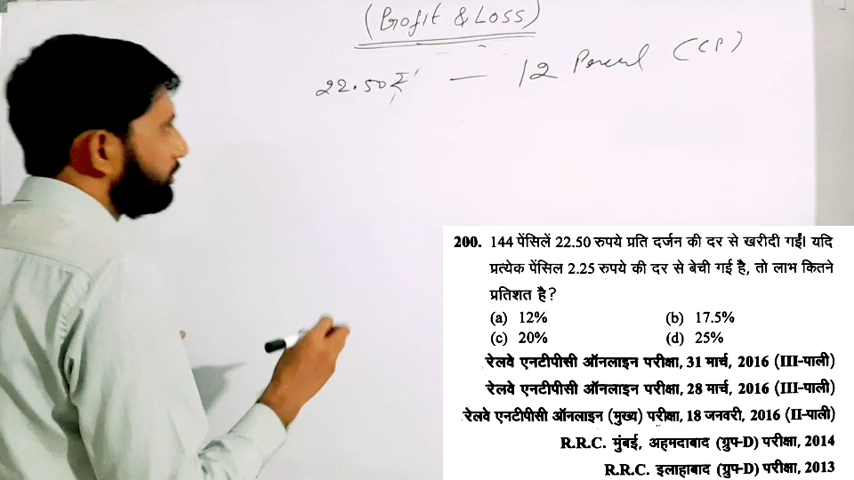 (Profit & Loss)
22.50₹ — 12 Pencil (CP)
200. 144 पेंसिलें 22.50 रुपये प्रति दर्जन की दर से खरीदी गईं। यदि
प्रत्येक पेंसिल 2.25 रुपये की दर से बेची गई है, तो लाभ कितने
प्रतिशत है?
(a) 12% (b) 17.5%
(c) 20% (d) 25%
रेलवे एनटीपीसी ऑनलाइन परीक्षा, 31 मार्च, 2016 (III-पाली)
रेलवे एनटीपीसी ऑनलाइन परीक्षा, 28 मार्च, 2016 (III-पाली)
रेलवे एनटीपीसी ऑनलाइन (मुख्य) परीक्षा, 18 जनवरी, 2016 (II-पाली)
R.R.C. मुंबई, अहमदाबाद (ग्रुप-D) परीक्षा, 2014
R.R.C. इलाहाबाद (ग्रुप-D) परीक्षा, 2013